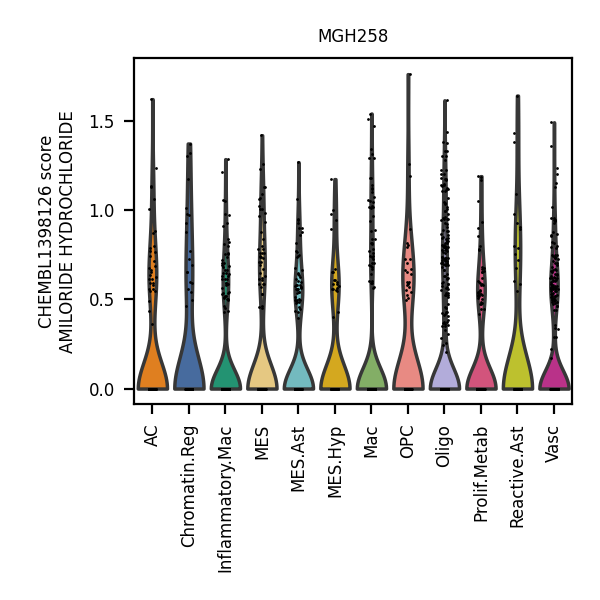 MGH258
CHEMBL1398126 score
AMILORIDE HYDROCHLORIDE
1.5
1.0
0.5
0.0
AC
Chromatin.Reg
Inflammatory.Mac
MES
MES.Ast
MES.Hyp
Mac
OPC
Oligo
Prolif.Metab
Reactive.Ast
Vasc